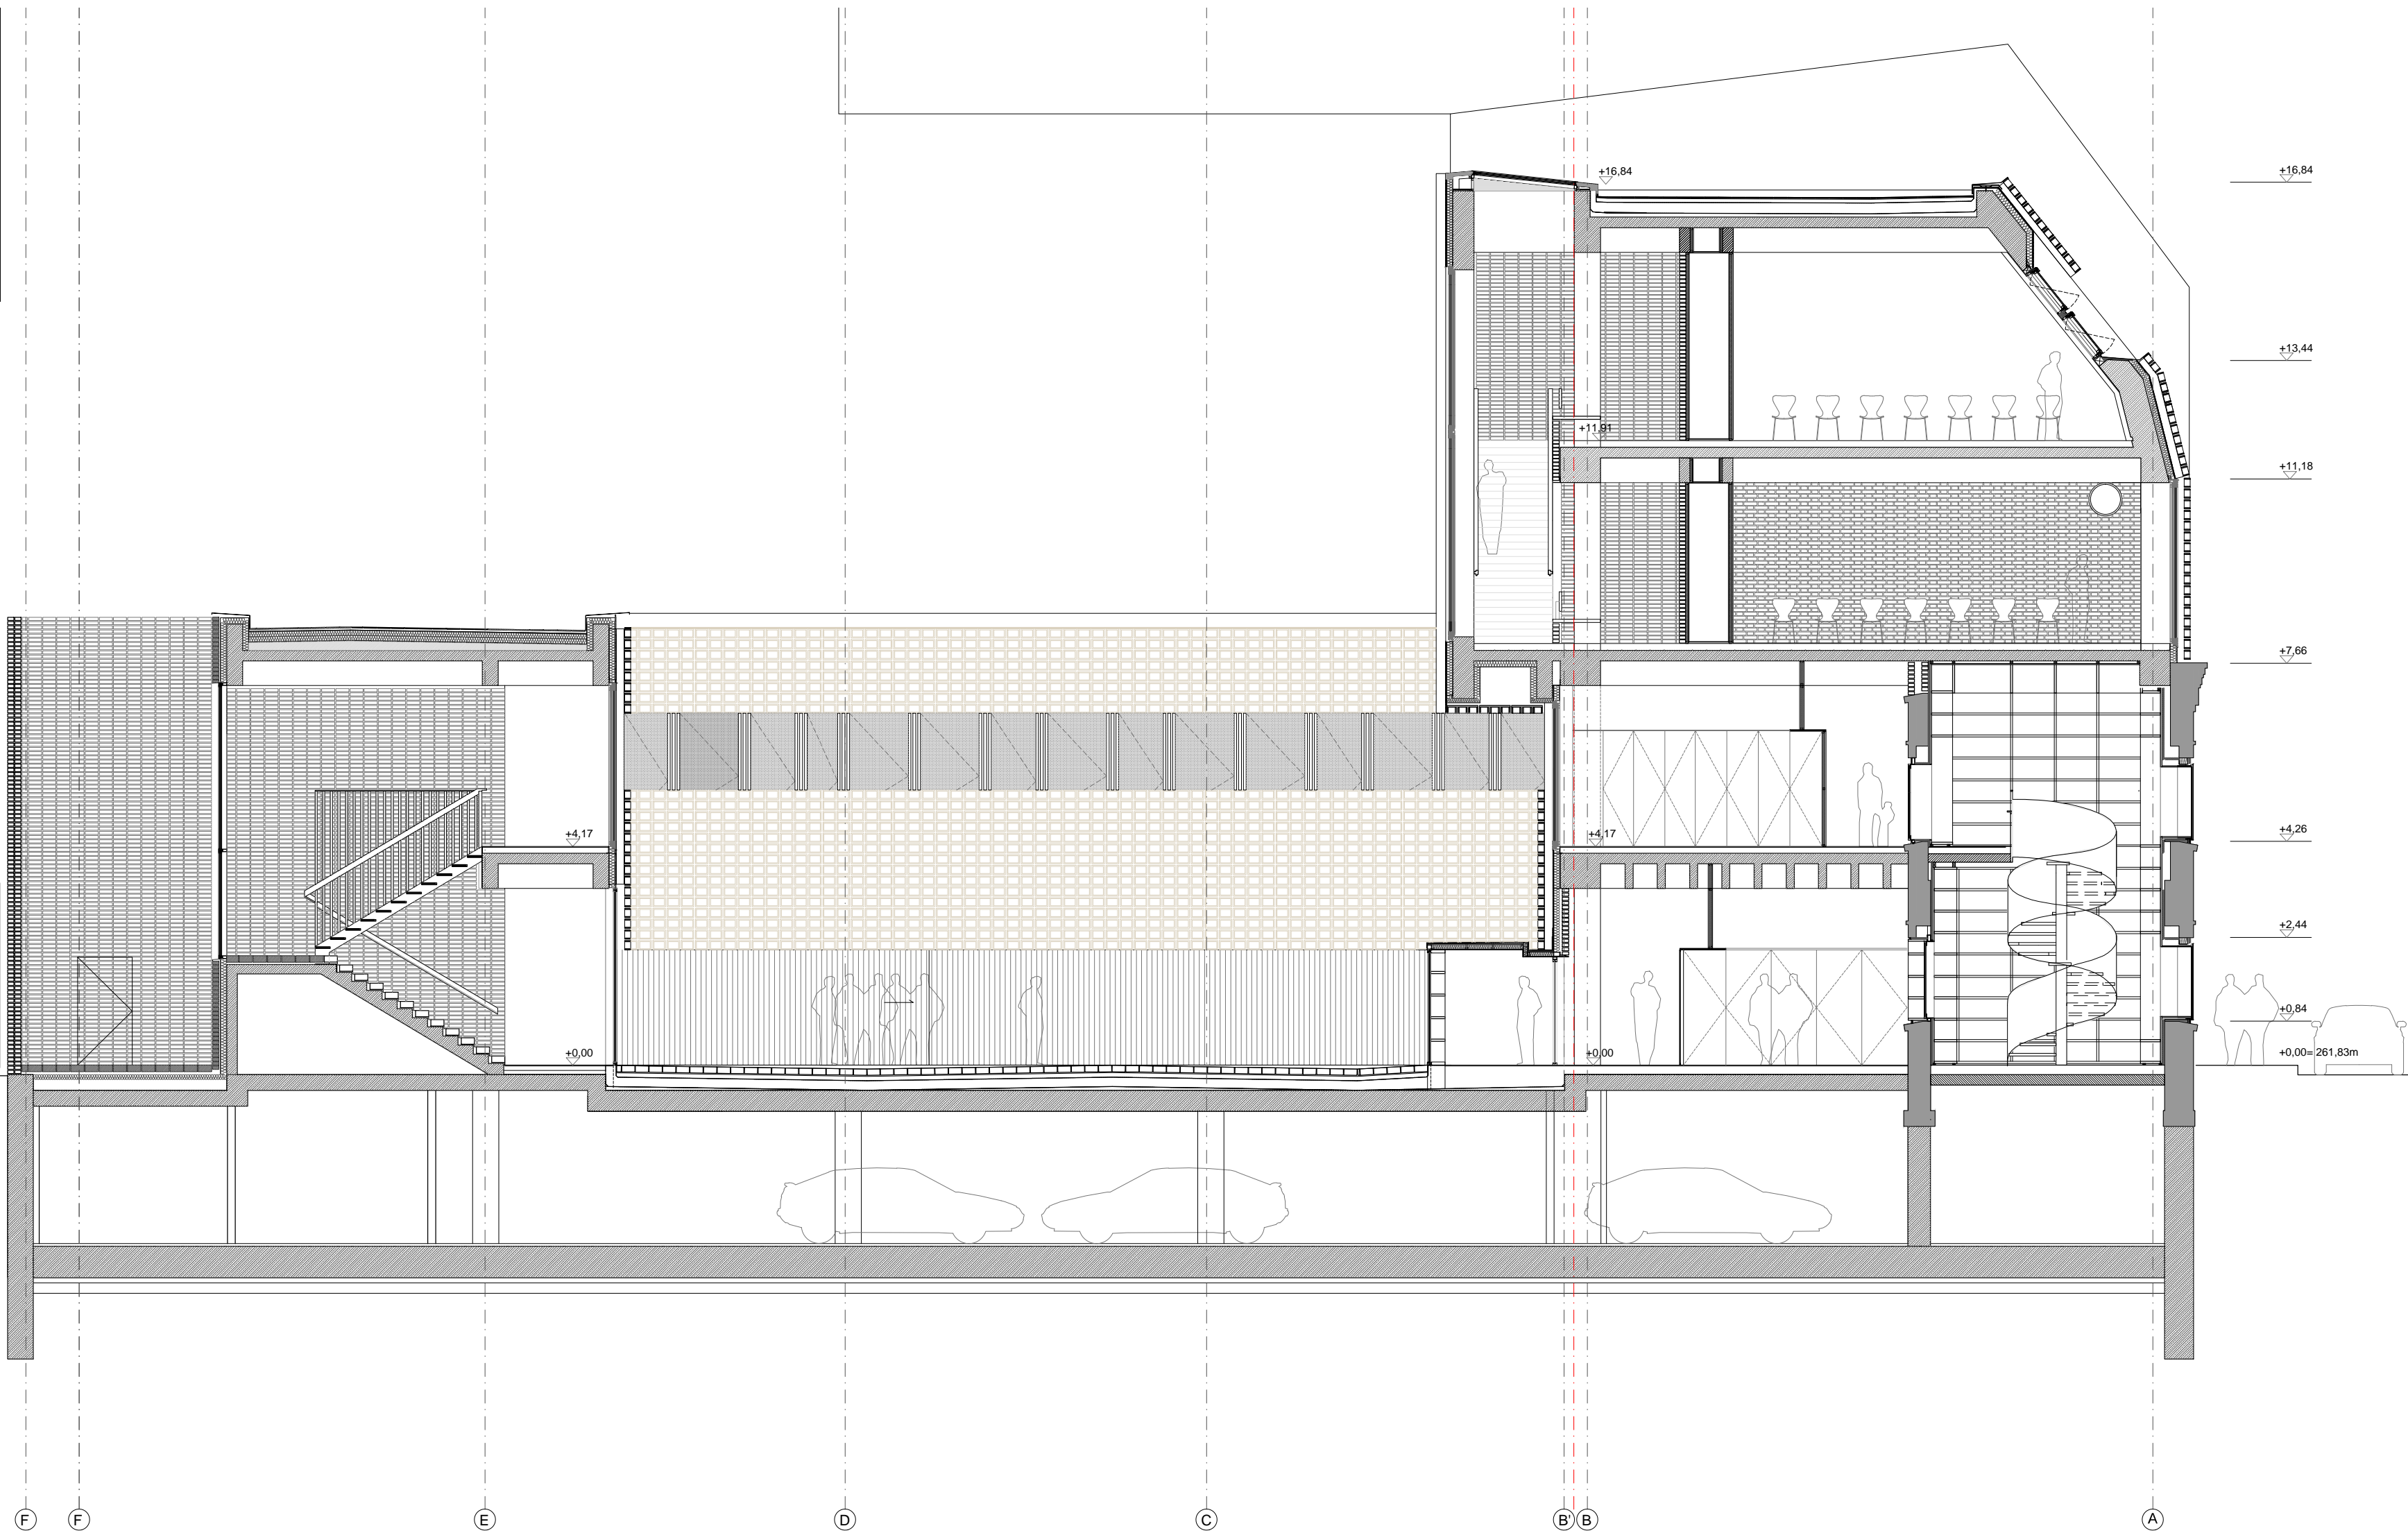 +16,84
+16,84
+13,44
+11,91
+11,18
+7,66
+4,17
+4,17
+4,26
+2,44
+0,84
+0,00
+0,00
+0,00= 261,83m
F
F
E
D
C
B'
B
A